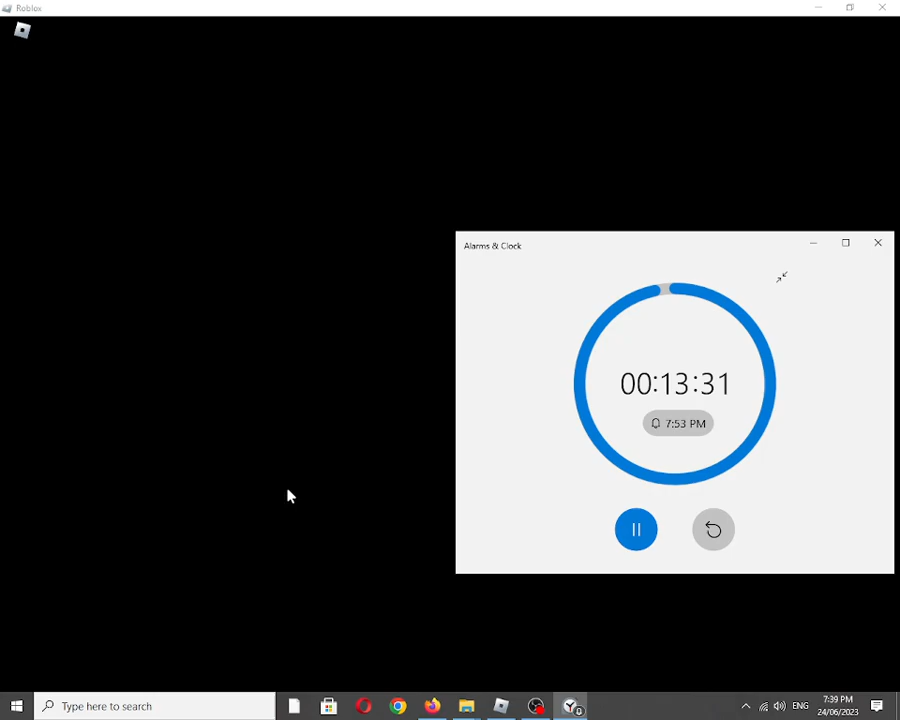 Roblox
Alarms & Clock
00:13:31
7:53 PM
Type here to search
ENG
7:39 PM
24/06/2023